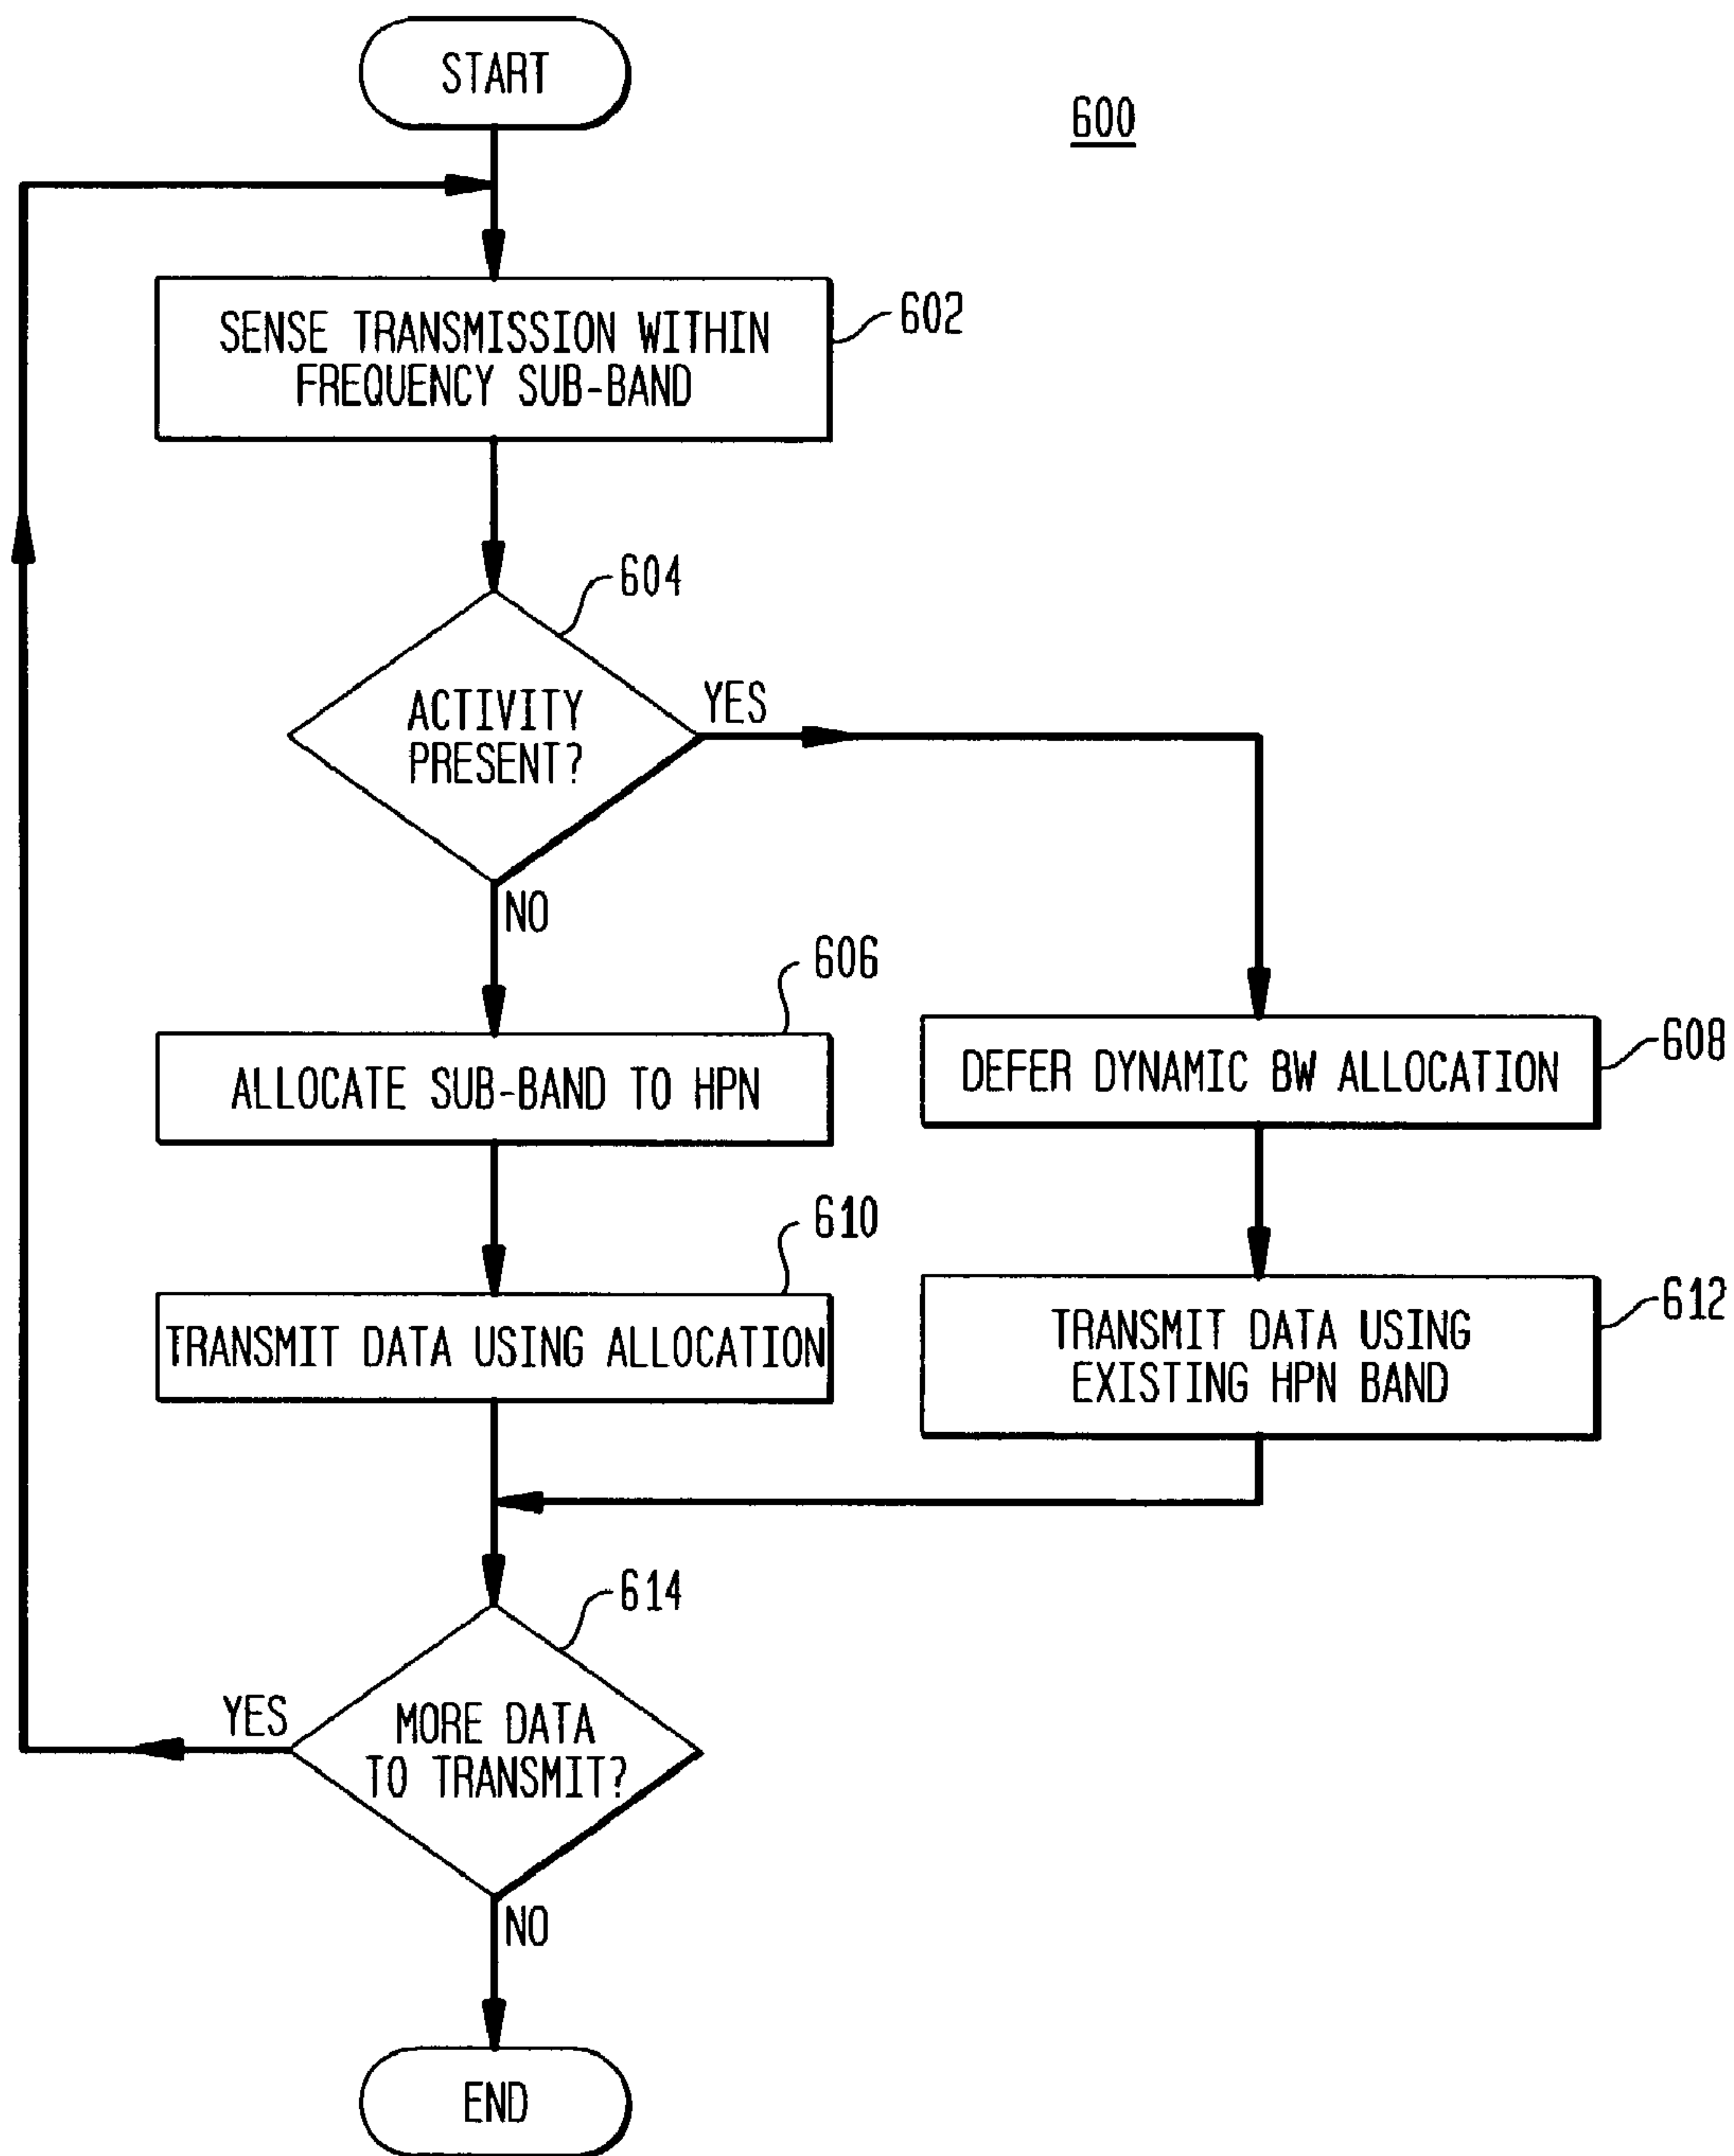 START
600
SENSE TRANSMISSION WITHIN
FREQUENCY SUB-BAND
602
604
ACTIVITY
PRESENT?
YES
NO
606
ALLOCATE SUB-BAND TO HPN
DEFER DYNAMIC BW ALLOCATION
608
610
TRANSMIT DATA USING ALLOCATION
TRANSMIT DATA USING
EXISTING HPN BAND
612
614
MORE DATA
TO TRANSMIT?
YES
NO
END